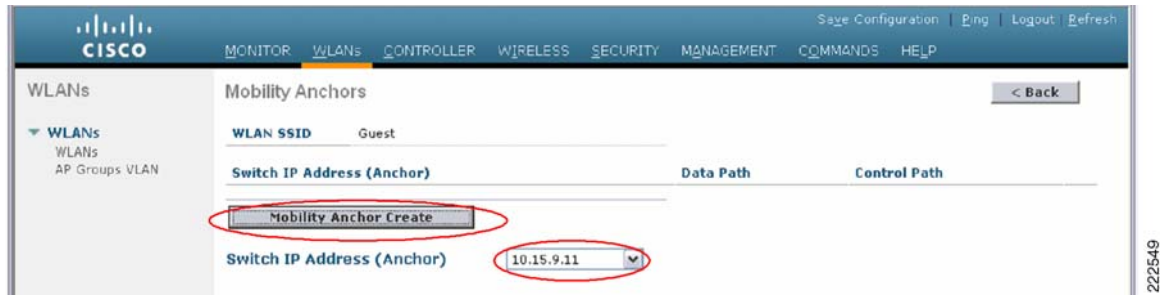 Save Configuration | Ping | Logout | Refresh
CISCO
MONITOR WLANs CONTROLLER WIRELESS SECURITY MANAGEMENT COMMANDS HELP
WLANs
Mobility Anchors
< Back
WLANs
WLANs
AP Groups VLAN
WLAN SSID Guest
Switch IP Address (Anchor) Data Path Control Path
Mobility Anchor Create
Switch IP Address (Anchor) 10.15.9.11
222549